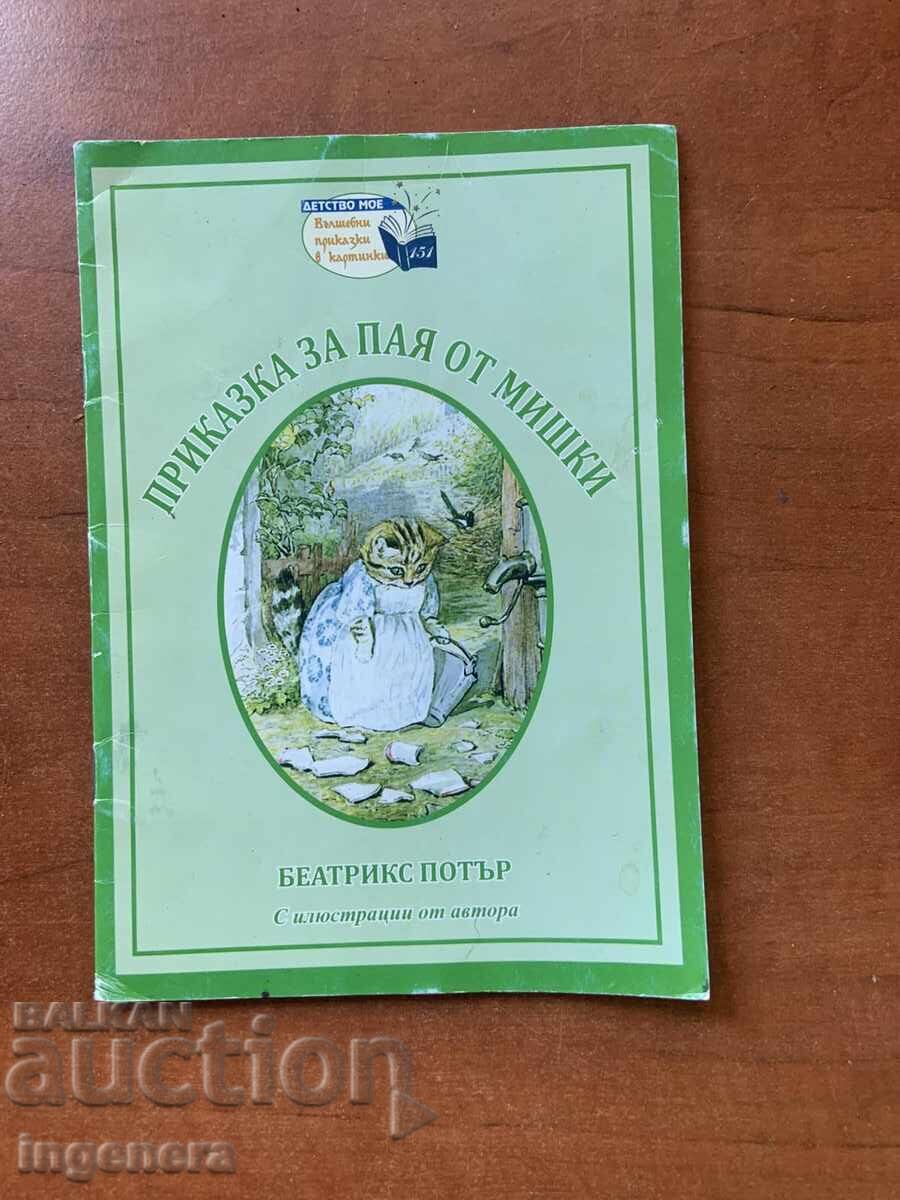 ДЕТСТВО МОЕ
Вълшебни
приказки
в картинки
151
ПРИКАЗКА ЗА ПАЯ ОТ МИШКИ
БЕАТРИКС ПОТЪР
С илюстрации от автора
BALKAN
auction
ingenera